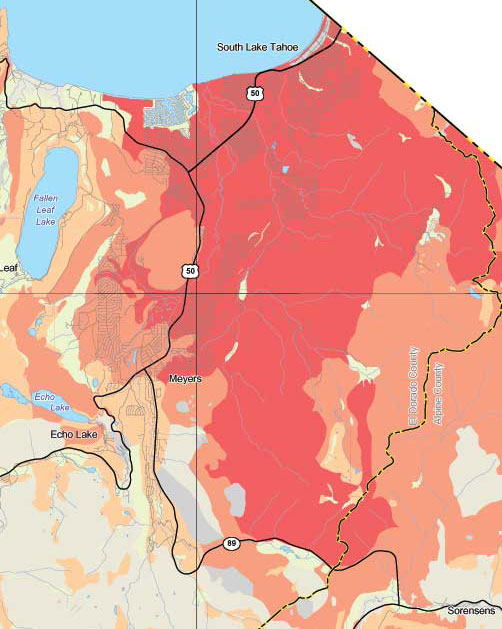 South Lake Tahoe
50
Fallen
Leaf
Lake
Leaf
50
El Dorado County
Alpine County
Meyers
Echo
Lake
Echo Lake
89
Sorensens